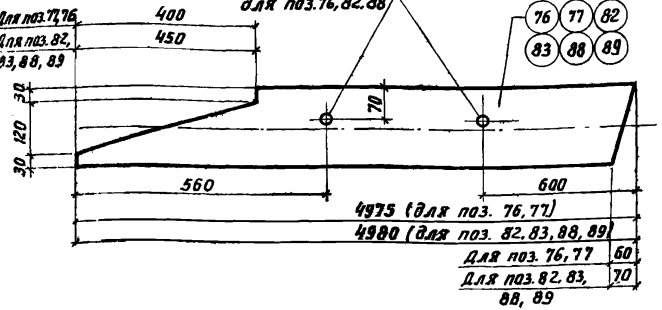 Для поз. 77,76
400
для поз. 76, 82, 88
Для поз. 82,
83, 88, 89
450
76 77 82
83 88 89
30
120
30
70
560
600
4975 (для поз. 76, 77)
4980 (для поз. 82, 83, 88, 89)
Для поз. 76, 77
60
Для поз. 82, 83,
88, 89
70